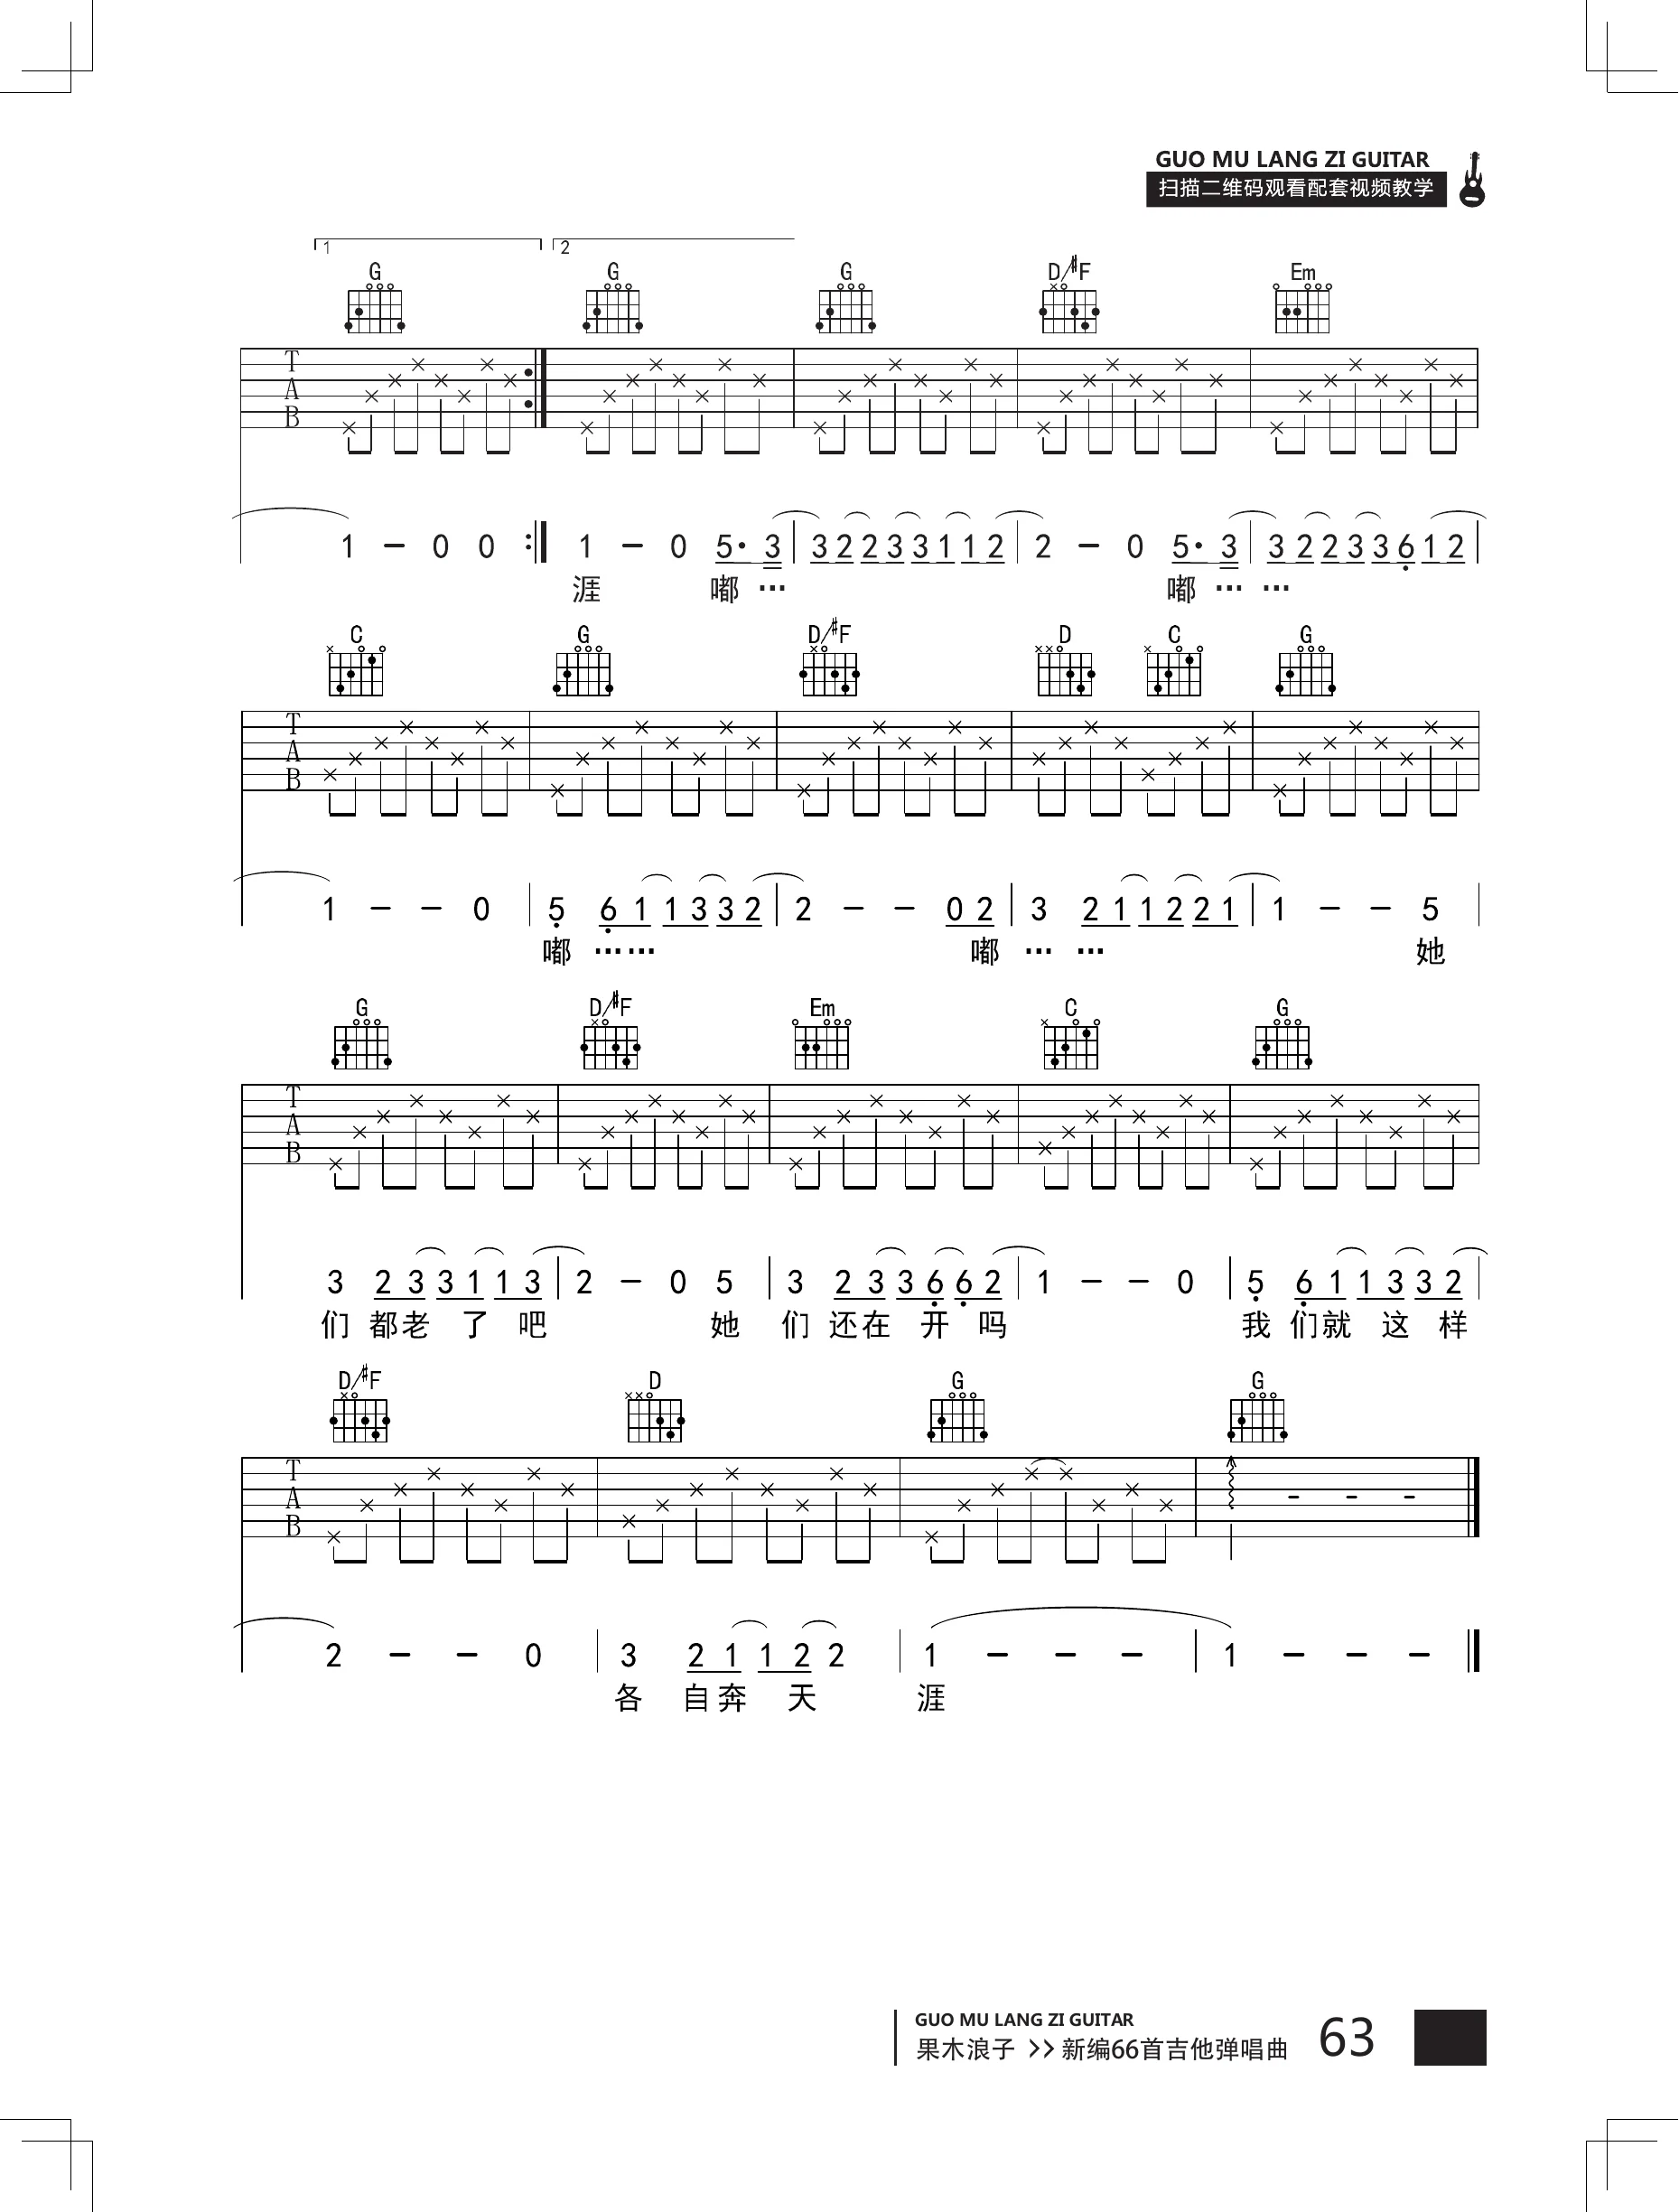 GUO MU LANG ZI GUITAR
扫描二维码观看配套视频教学
1 2
G G G D/#F Em
T
A
B
1 – 0 0 :| 1 – 0 5· 3 | 3 2 2 3 3 1 1 2 | 2 – 0 5· 3 | 3 2 2 3 3 6 1 2 |
涯 嘟 … 嘟 … …
C G D/#F D C G
T
A
B
1 – – 0 | 5 6 1 1 3 3 2 | 2 – – 0 2 | 3 2 1 1 2 2 1 | 1 – – 5 |
嘟 …… 嘟 … … 她
G D/#F Em C G
T
A
B
3 2 3 3 1 1 3 | 2 – 0 5 | 3 2 3 3 6 6 2 | 1 – – 0 | 5 6 1 1 3 3 2 |
们 都老 了 吧 她 们 还在 开 吗 我 们就 这 样
D/#F D G G
T
A
B
2 – – 0 | 3 2 1 1 2 2 | 1 – – – | 1 – – – ||
各 自奔 天 涯
GUO MU LANG ZI GUITAR
果木浪子 >> 新编66首吉他弹唱曲 63